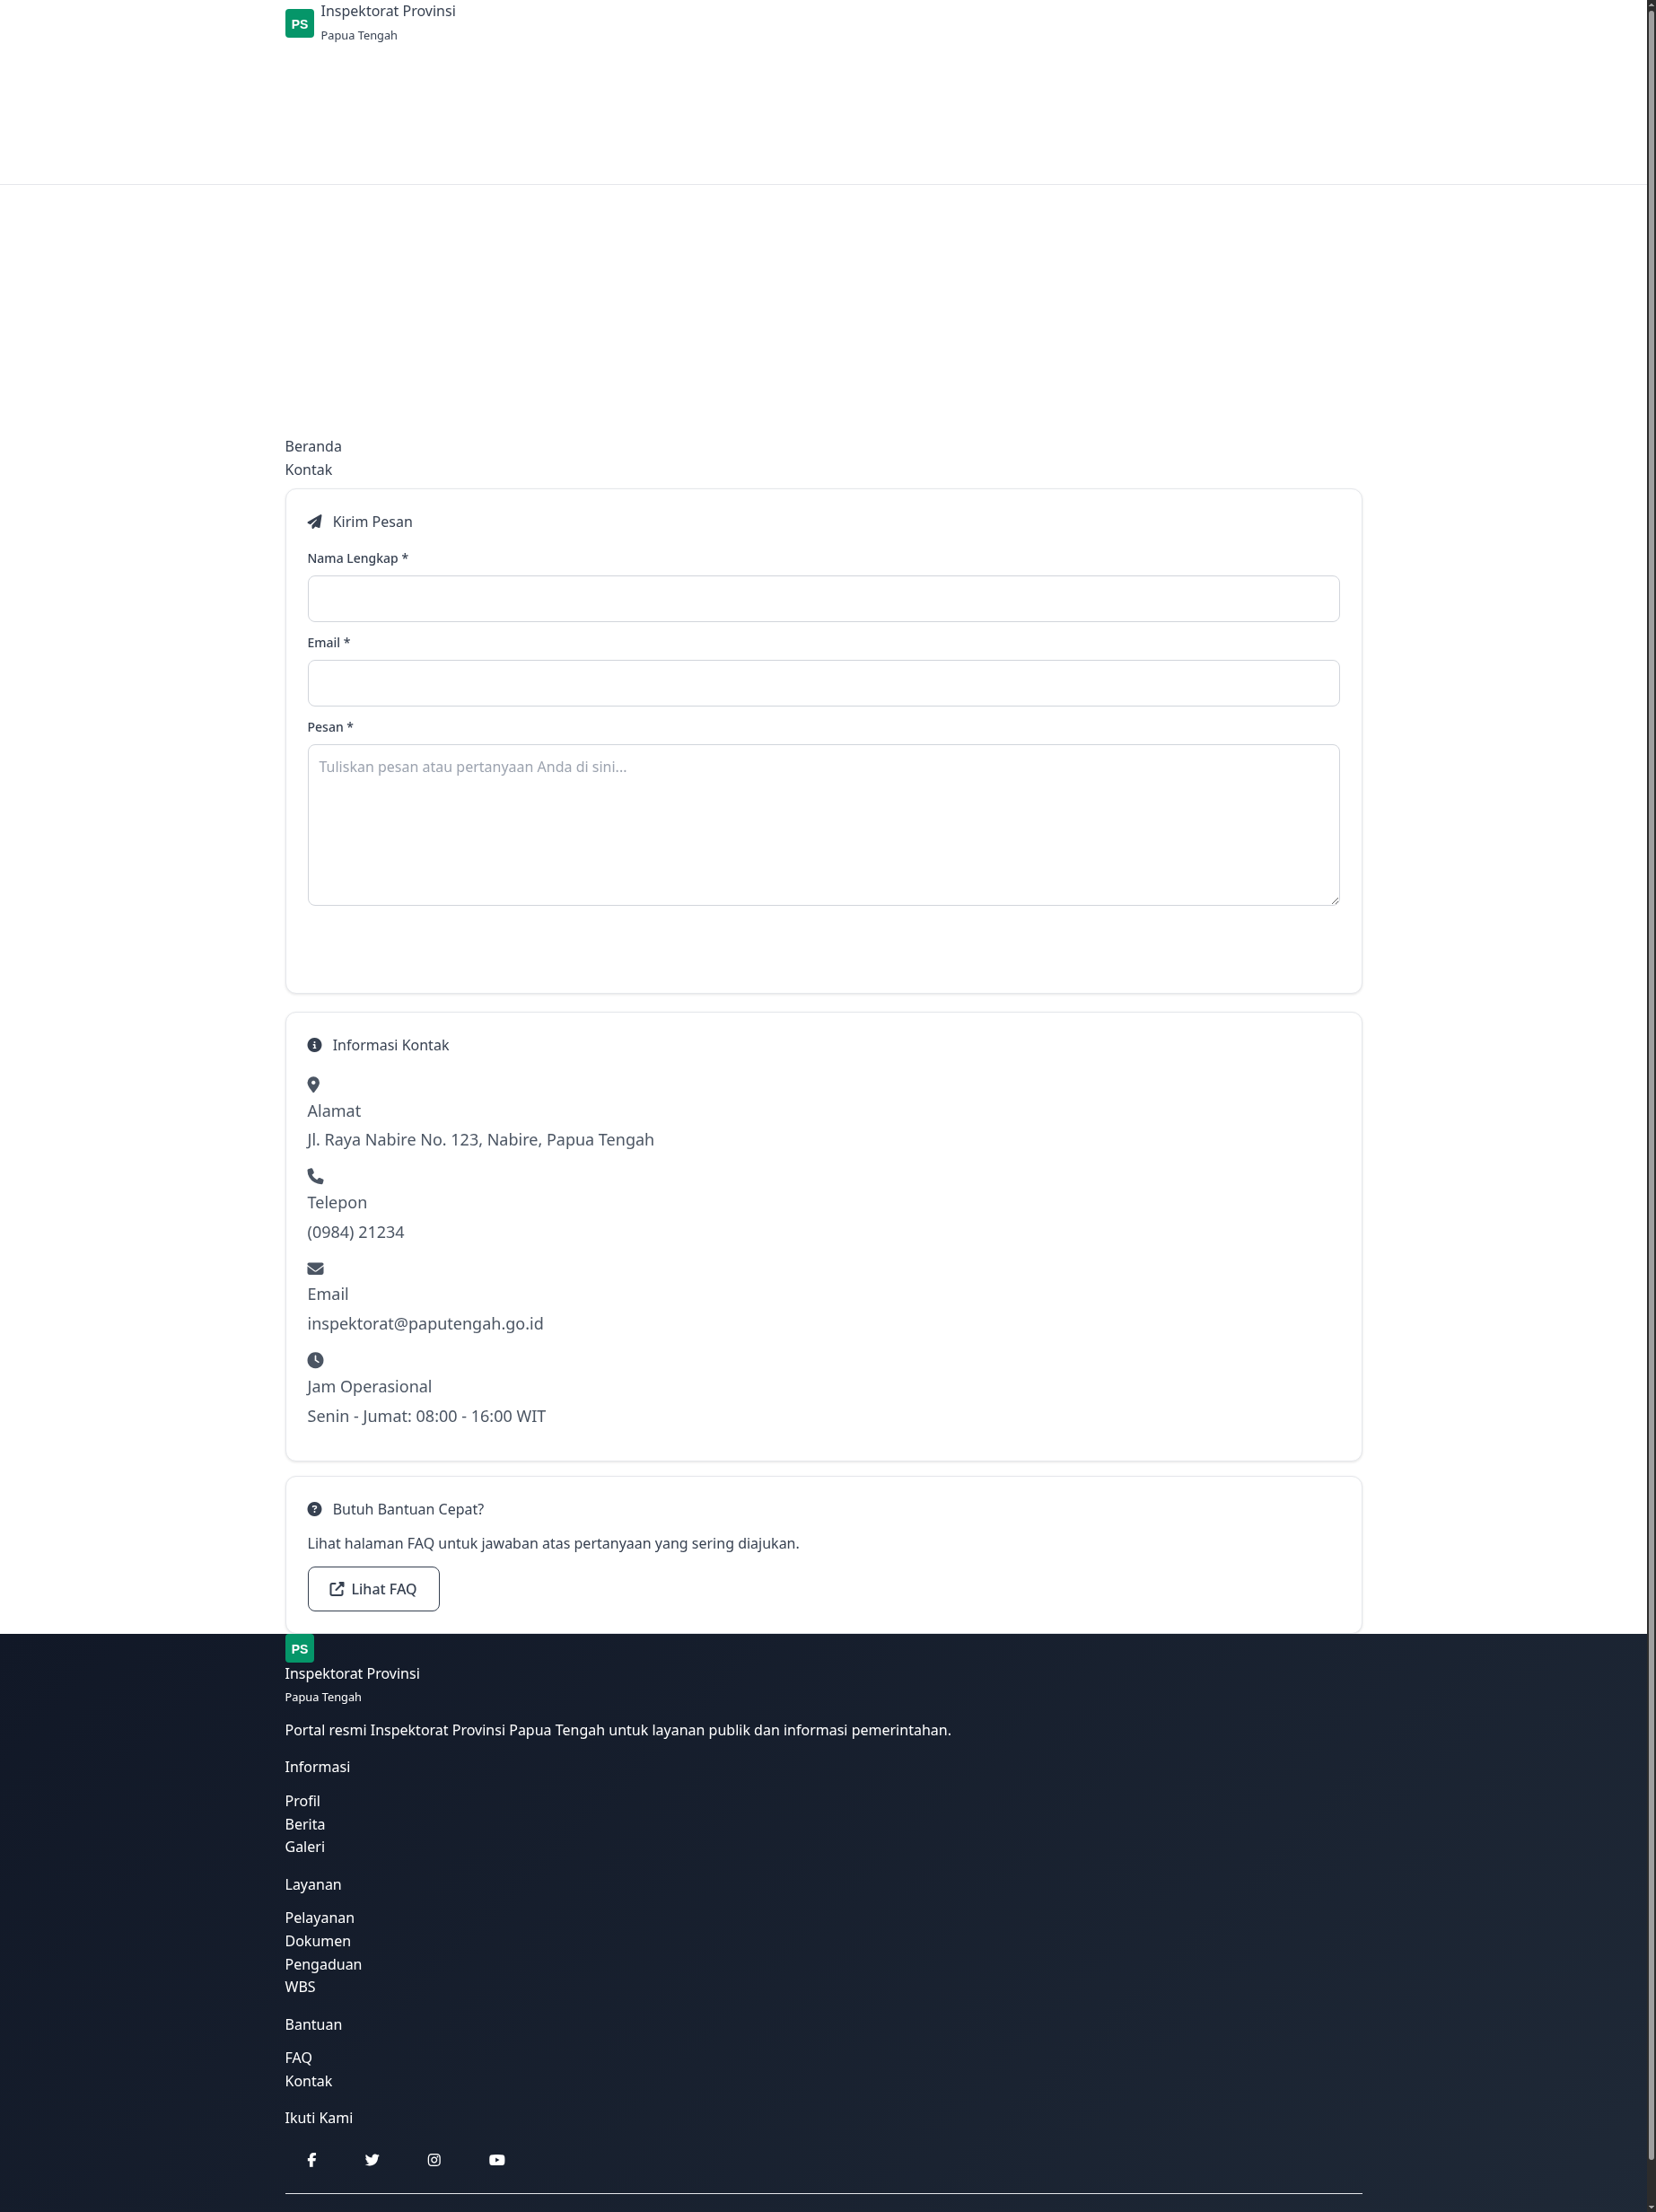 PS
Inspektorat Provinsi
Papua Tengah
Beranda
Kontak
Kirim Pesan
Nama Lengkap *
Email *
Pesan *
Tuliskan pesan atau pertanyaan Anda di sini...
Informasi Kontak
Alamat
Jl. Raya Nabire No. 123, Nabire, Papua Tengah
Telepon
(0984) 21234
Email
inspektorat@paputengah.go.id
Jam Operasional
Senin - Jumat: 08:00 - 16:00 WIT
Butuh Bantuan Cepat?
Lihat halaman FAQ untuk jawaban atas pertanyaan yang sering diajukan.
Lihat FAQ
PS
Inspektorat Provinsi
Papua Tengah
Portal resmi Inspektorat Provinsi Papua Tengah untuk layanan publik dan informasi pemerintahan.
Informasi
Profil
Berita
Galeri
Layanan
Pelayanan
Dokumen
Pengaduan
WBS
Bantuan
FAQ
Kontak
Ikuti Kami